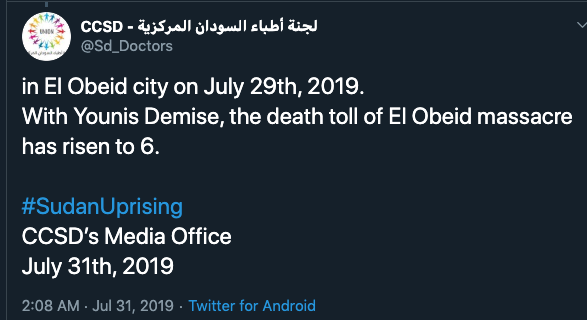 CCSD - لجنة أطباء السودان المركزية
@Sd_Doctors
in El Obeid city on July 29th, 2019.
With Younis Demise, the death toll of El Obeid massacre
has risen to 6.
#SudanUprising
CCSD's Media Office
July 31th, 2019
2:08 AM · Jul 31, 2019 · Twitter for Android
UNION